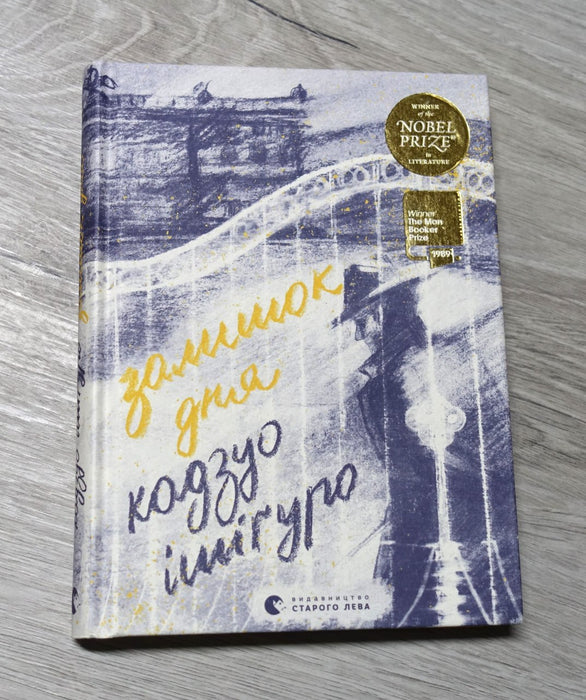 WINNER
of the
NOBEL
PRIZE®
in
LITERATURE
Winner
The Man
Booker
Prize
1989
залишок
дня
кадзуо
ішіґуро
видавництво
СТАРОГО ЛЕВА